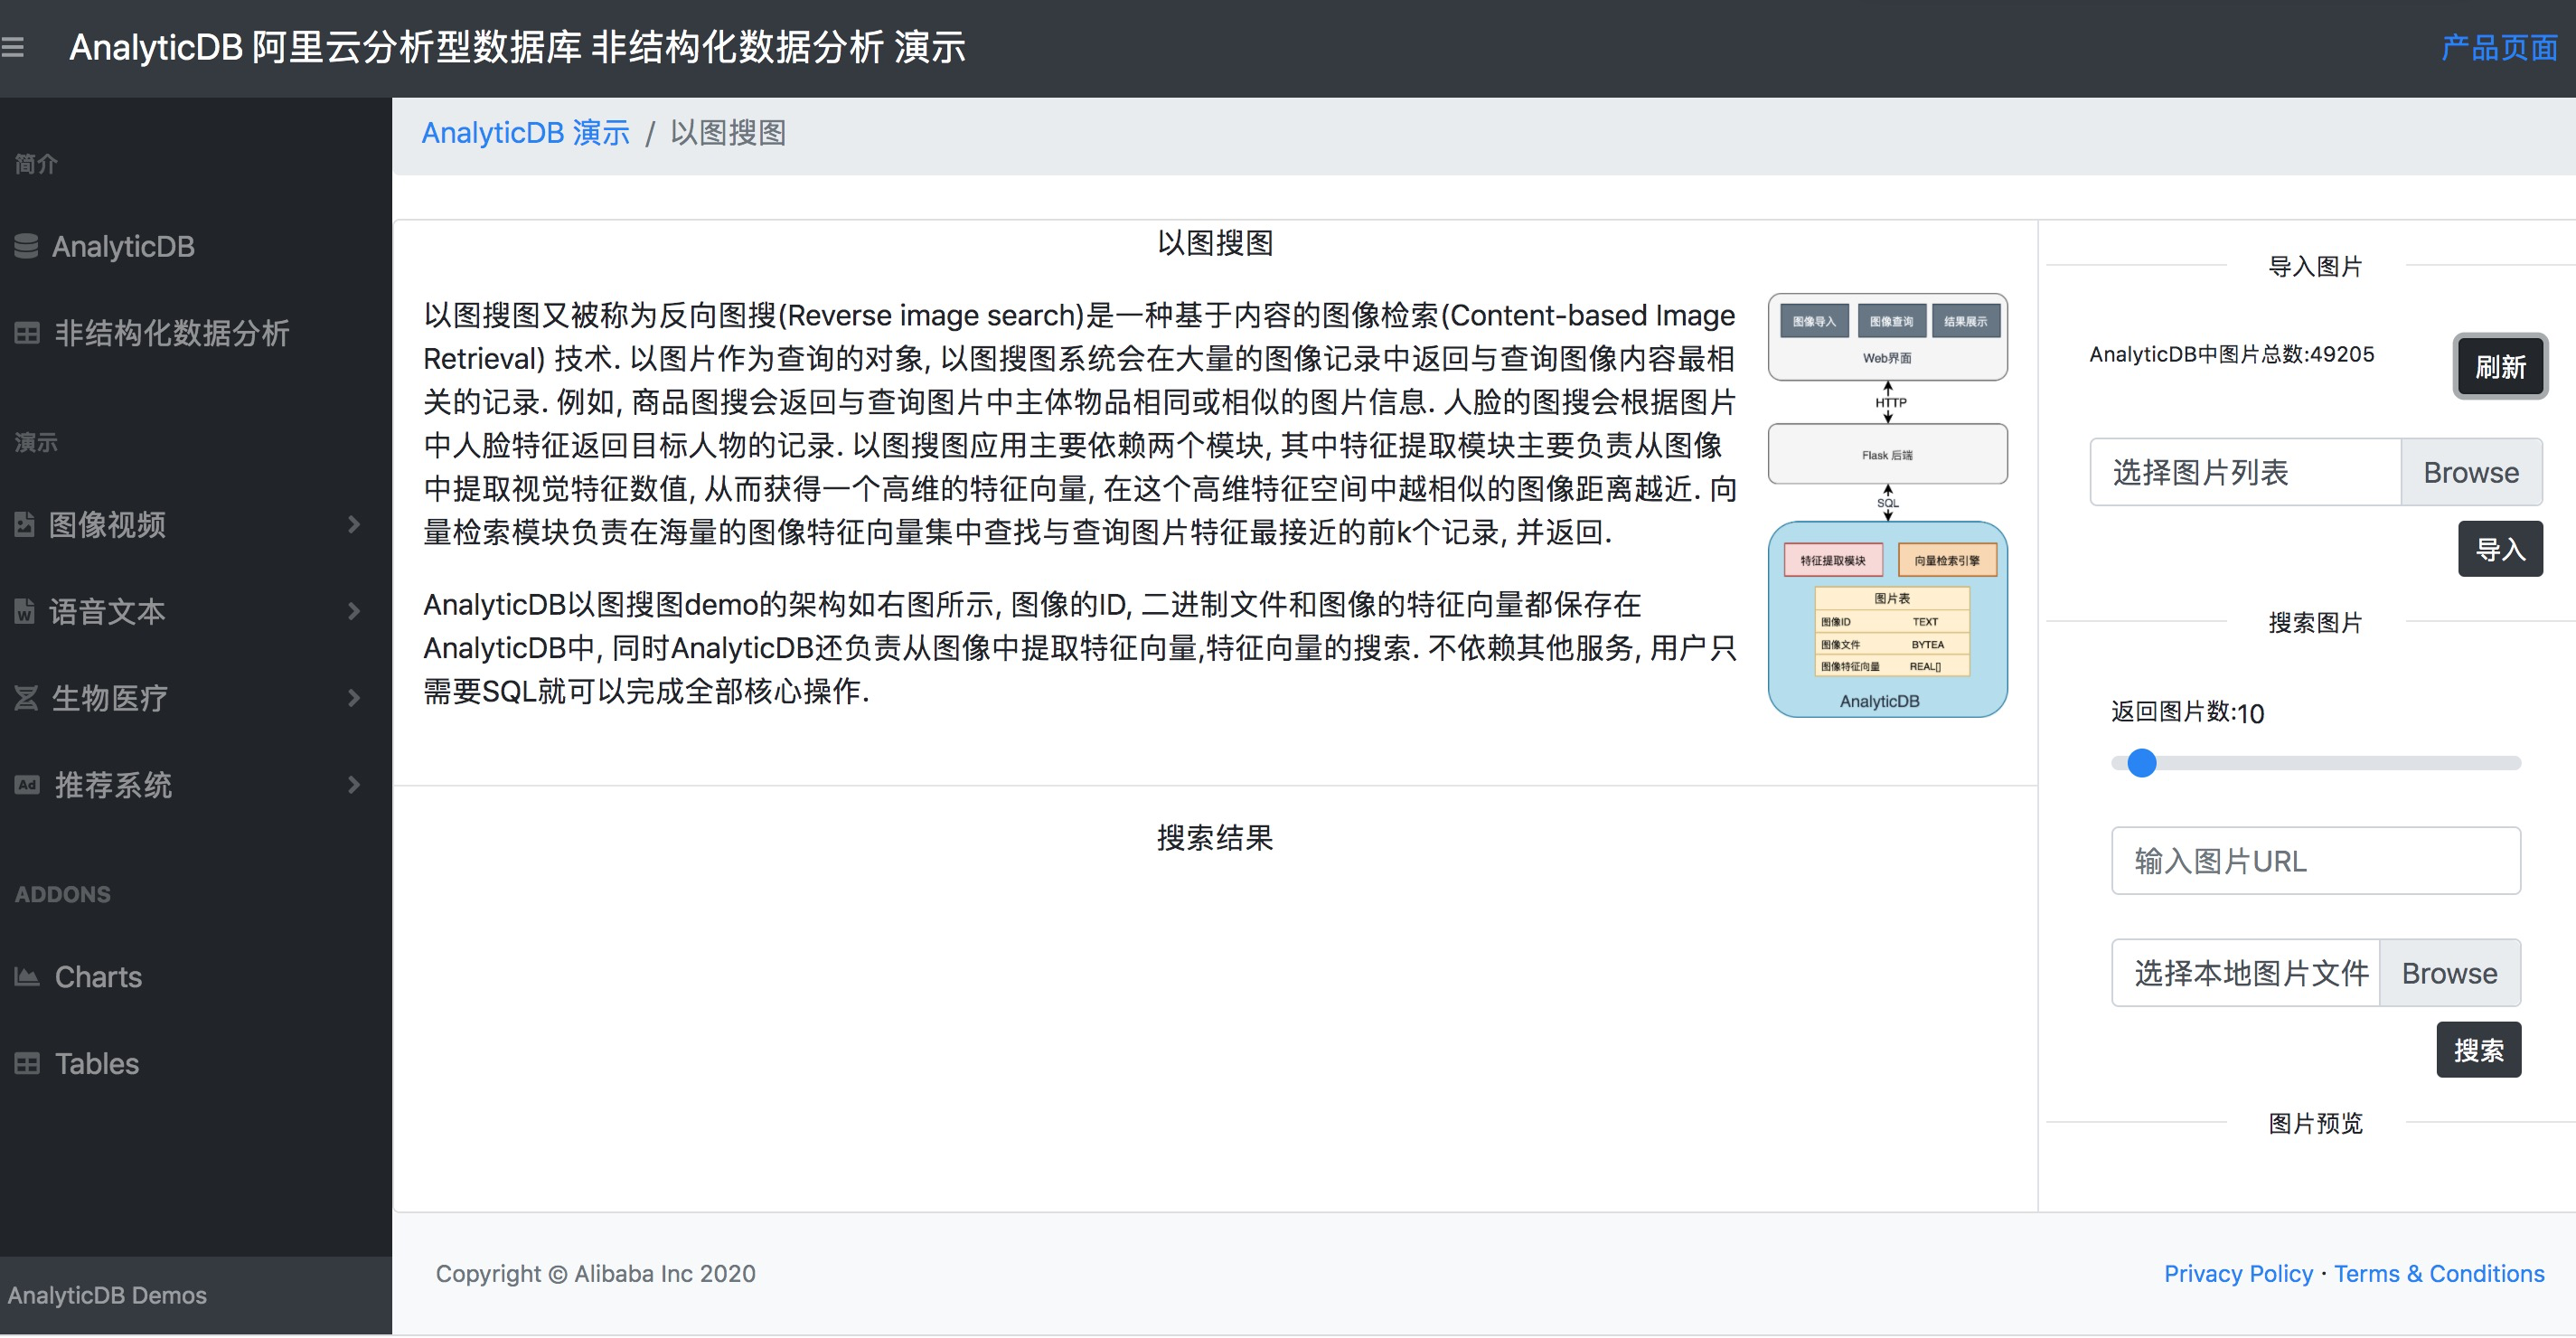 AnalyticDB 阿里云分析型数据库 非结构化数据分析 演示
产品页面
简介
AnalyticDB
非结构化数据分析
演示
图像视频
语音文本
生物医疗
Ad 推荐系统
ADDONS
Charts
Tables
AnalyticDB Demos
AnalyticDB 演示 / 以图搜图
以图搜图
以图搜图又被称为反向图搜(Reverse image search)是一种基于内容的图像检索(Content-based Image
Retrieval) 技术. 以图片作为查询的对象, 以图搜图系统会在大量的图像记录中返回与查询图像内容最相
关的记录. 例如, 商品图搜会返回与查询图片中主体物品相同或相似的图片信息. 人脸的图搜会根据图片
中人脸特征返回目标人物的记录. 以图搜图应用主要依赖两个模块, 其中特征提取模块主要负责从图像
中提取视觉特征数值, 从而获得一个高维的特征向量, 在这个高维特征空间中越相似的图像距离越近. 向
量检索模块负责在海量的图像特征向量集中查找与查询图片特征最接近的前k个记录, 并返回.
AnalyticDB以图搜图demo的架构如右图所示, 图像的ID, 二进制文件和图像的特征向量都保存在
AnalyticDB中, 同时AnalyticDB还负责从图像中提取特征向量,特征向量的搜索. 不依赖其他服务, 用户只
需要SQL就可以完成全部核心操作.
图像导入 图像查询 结果展示
Web界面
HTTP
Flask 后端
SQL
特征提取模块 向量检索引擎
图片表
图像ID TEXT
图像文件 BYTEA
图像特征向量 REAL[]
AnalyticDB
搜索结果
导入图片
AnalyticDB中图片总数:49205
刷新
选择图片列表 Browse
导入
搜索图片
返回图片数:10
输入图片URL
选择本地图片文件 Browse
搜索
图片预览
Copyright © Alibaba Inc 2020
Privacy Policy · Terms & Conditions